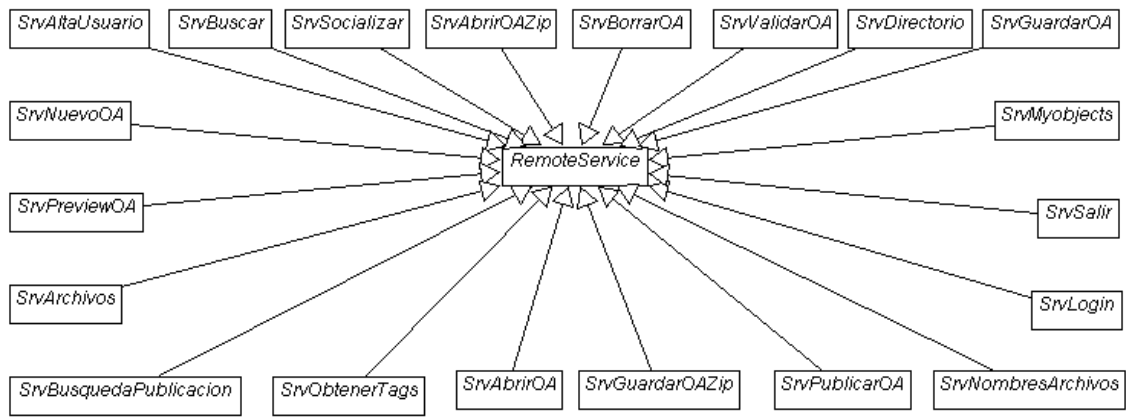 SrvAltaUsuario
SrvBuscar
SrvSocializar
SrvAbrirOAZip
SrvBorrarOA
SrvValidarOA
SrvDirectorio
SrvGuardarOA
SrvNuevoOA
SrvMyobjects
RemoteService
SrvPreviewOA
SrvSalir
SrvArchivos
SrvLogin
SrvBusquedaPublicacion
SrvObtenerTags
SrvAbrirOA
SrvGuardarOAZip
SrvPublicarOA
SrvNombresArchivos